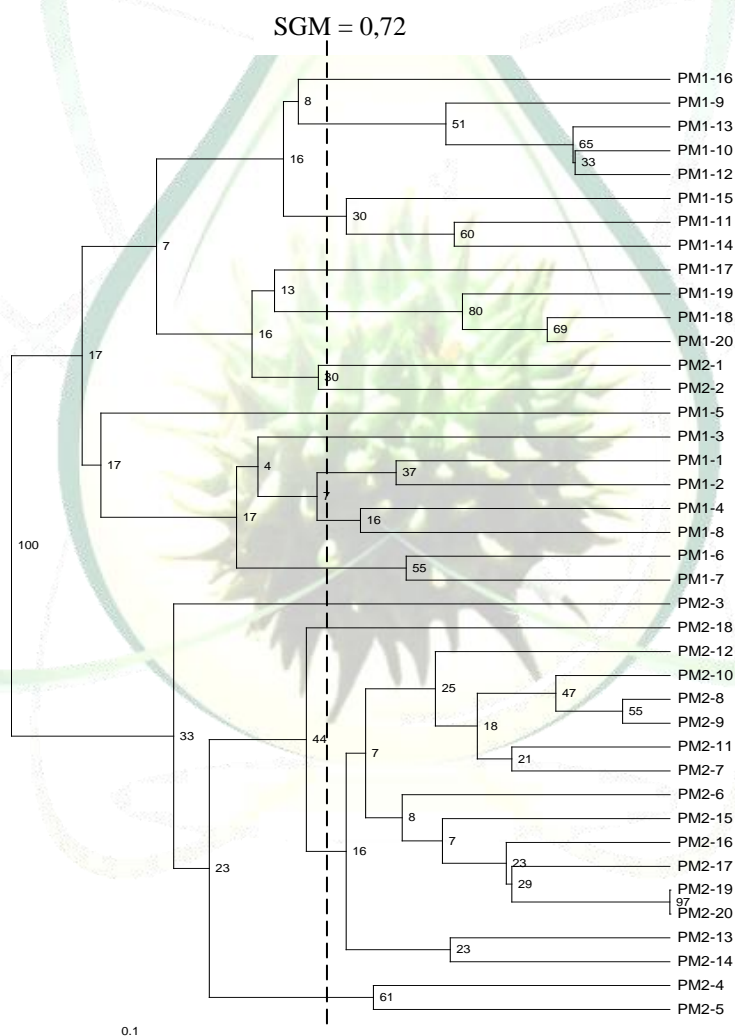 SGM = 0,72
PM1-16
8
PM1-9
51
PM1-13
65
PM1-10
33
16
PM1-12
PM1-15
30
PM1-11
60
PM1-14
7
PM1-17
13
PM1-19
80
PM1-18
69
16
PM1-20
17
PM2-1
30
PM2-2
PM1-5
PM1-3
17
4
PM1-1
37
PM1-2
7
PM1-4
17
16
PM1-8
100
PM1-6
55
PM1-7
PM2-3
PM2-18
PM2-12
PM2-10
25
47
PM2-8
55
PM2-9
18
33
44
PM2-11
7
21
PM2-7
PM2-6
8
PM2-15
7
PM2-16
16
23
PM2-17
23
29
PM2-19
97
PM2-20
PM2-13
23
PM2-14
PM2-4
61
PM2-5
0.1